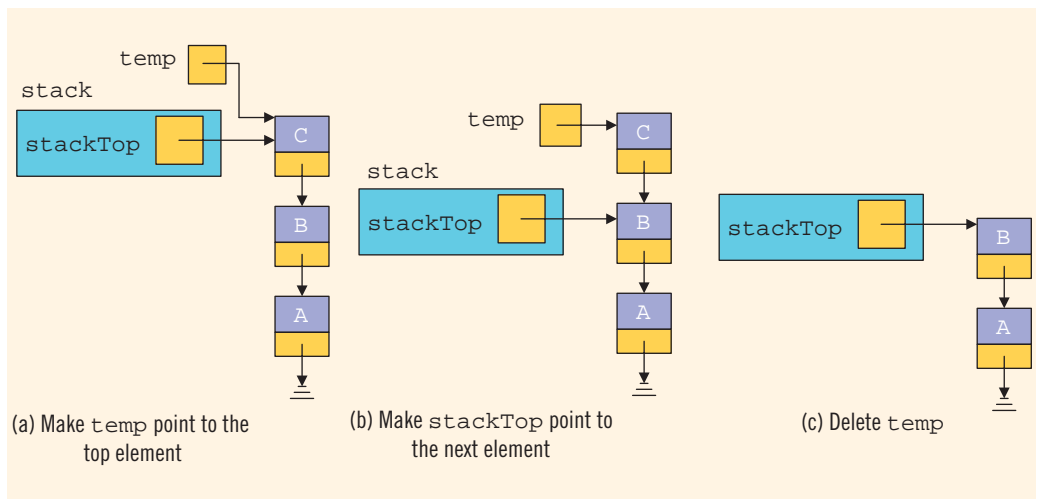 temp
stack
stackTop
C
B
A
(a) Make temp point to the
top element
temp
C
stack
stackTop
B
A
(b) Make stackTop point to
the next element
stackTop
B
A
(c) Delete temp